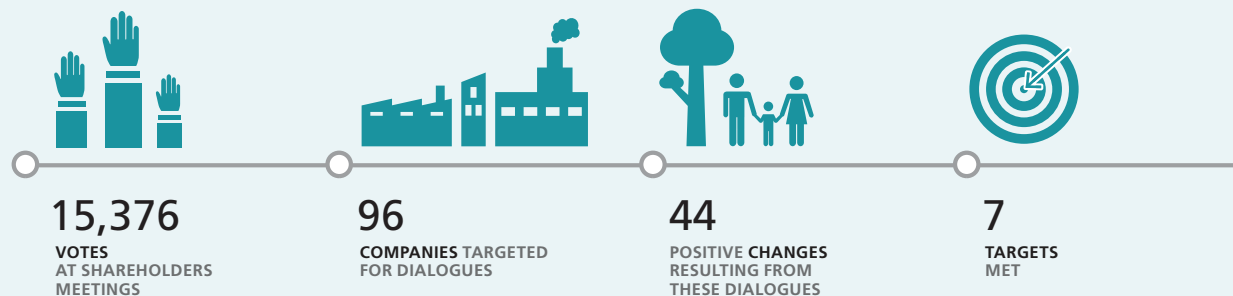 15,376
VOTES
AT SHAREHOLDERS
MEETINGS
96
COMPANIES TARGETED
FOR DIALOGUES
44
POSITIVE CHANGES
RESULTING FROM
THESE DIALOGUES
7
TARGETS
MET